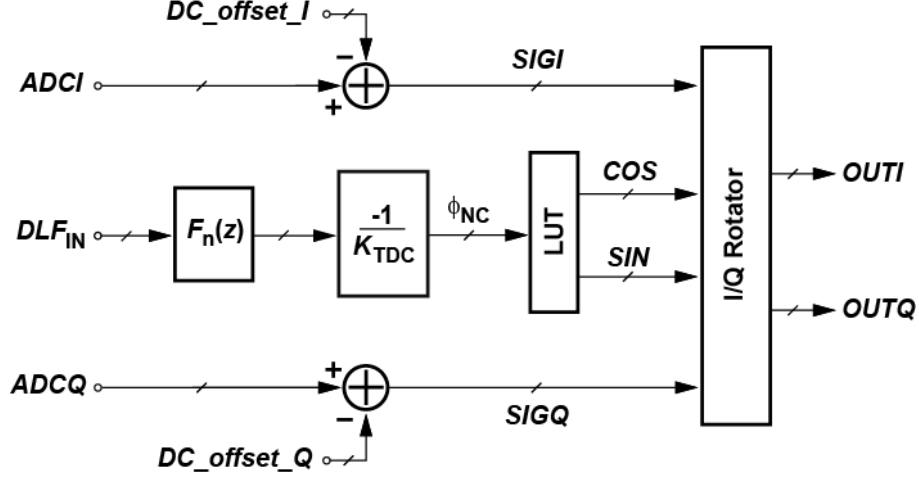 DC_offset_I
ADCI
−
+
SIGI
DLF_IN
F_n(z)
-1
K_TDC
ϕ_NC
LUT
COS
SIN
I/Q Rotator
OUTI
OUTQ
ADCQ
+
−
SIGQ
DC_offset_Q